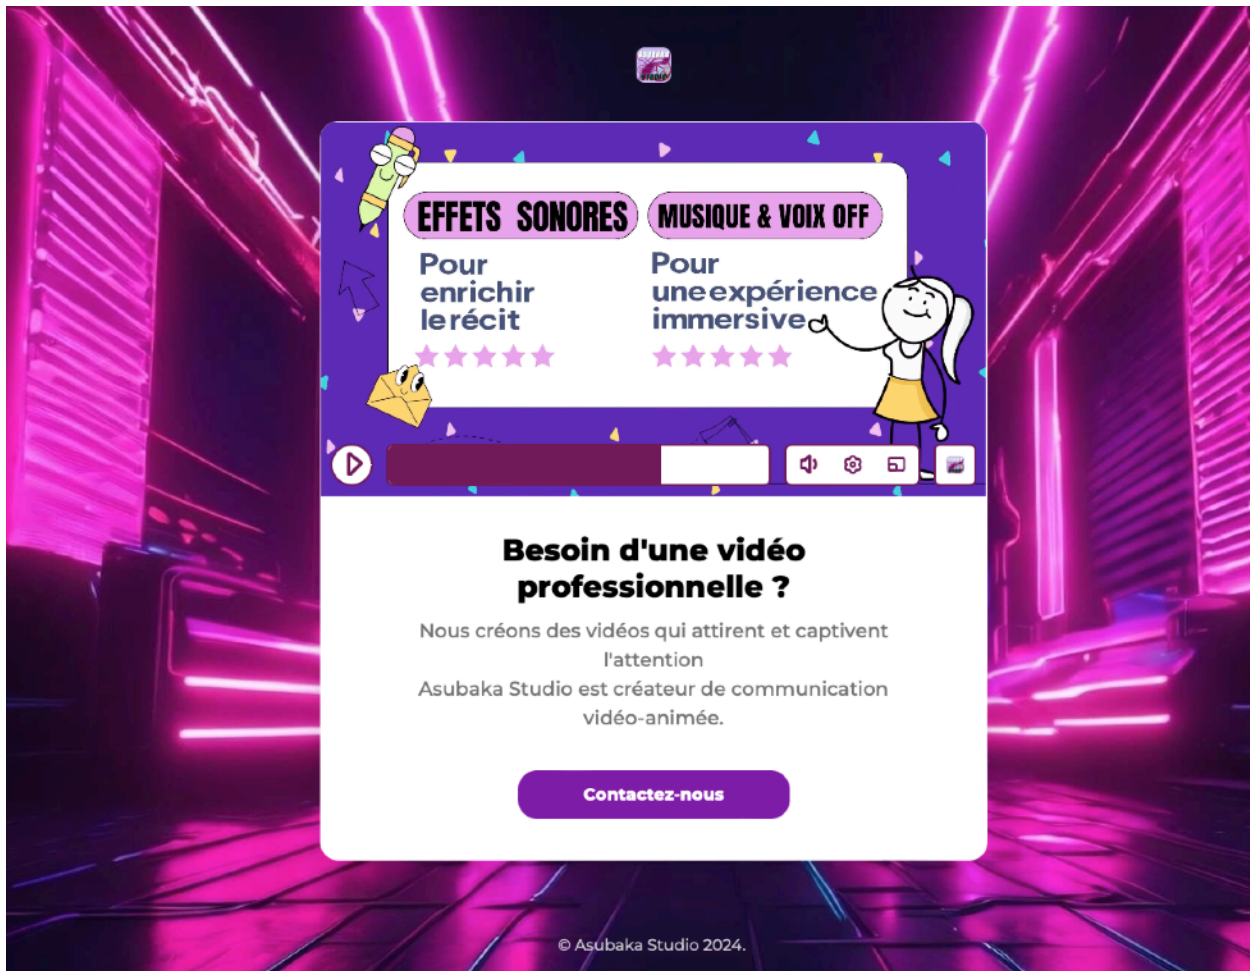 EFFETS SONORES
Pour
enrichir
le récit
MUSIQUE & VOIX OFF
Pour
une expérience
immersive
Besoin d'une vidéo
professionnelle ?
Nous créons des vidéos qui attirent et captivent
l'attention
Asubaka Studio est créateur de communication
vidéo-animée.
Contactez-nous
© Asubaka Studio 2024.